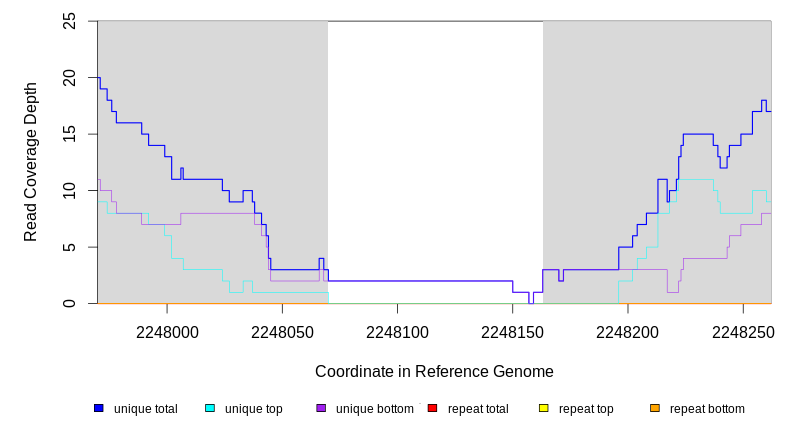 25
20
15
10
5
0
Read Coverage Depth
2248000 2248050 2248100 2248150 2248200 2248250
Coordinate in Reference Genome
unique total unique top unique bottom repeat total repeat top repeat bottom